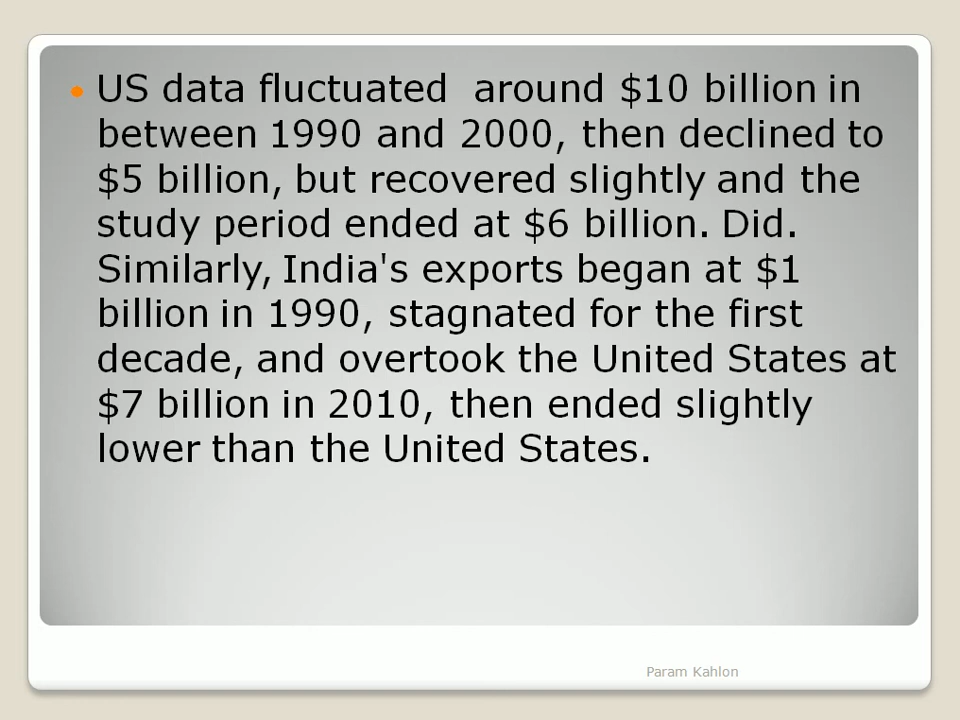 US data fluctuated  around $10 billion in
between 1990 and 2000, then declined to
$5 billion, but recovered slightly and the
study period ended at $6 billion. Did.
Similarly, India's exports began at $1
billion in 1990, stagnated for the first
decade, and overtook the United States at
$7 billion in 2010, then ended slightly
lower than the United States.
Param Kahlon